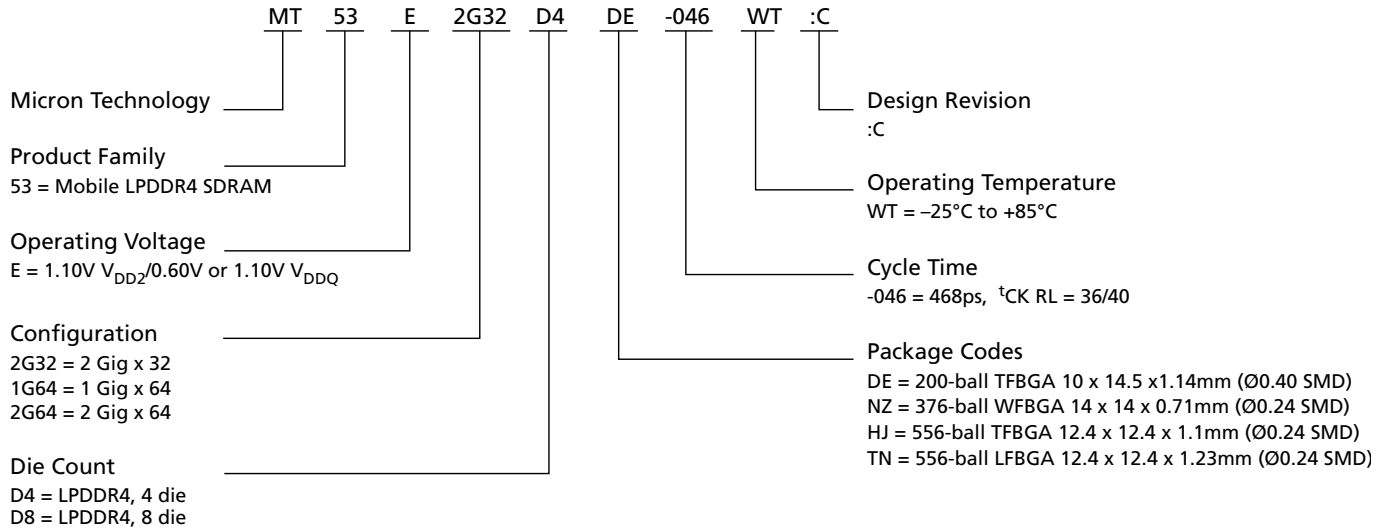 MT 53 E 2G32 D4 DE -046 WT :C
Micron Technology
Product Family
53 = Mobile LPDDR4 SDRAM
Operating Voltage
E = 1.10V VDD2/0.60V or 1.10V VDDQ
Configuration
2G32 = 2 Gig x 32
1G64 = 1 Gig x 64
2G64 = 2 Gig x 64
Die Count
D4 = LPDDR4, 4 die
D8 = LPDDR4, 8 die
Design Revision
:C
Operating Temperature
WT = –25°C to +85°C
Cycle Time
-046 = 468ps, tCK RL = 36/40
Package Codes
DE = 200-ball TFBGA 10 x 14.5 x1.14mm (Ø0.40 SMD)
NZ = 376-ball WFBGA 14 x 14 x 0.71mm (Ø0.24 SMD)
HJ = 556-ball TFBGA 12.4 x 12.4 x 1.1mm (Ø0.24 SMD)
TN = 556-ball LFBGA 12.4 x 12.4 x 1.23mm (Ø0.24 SMD)